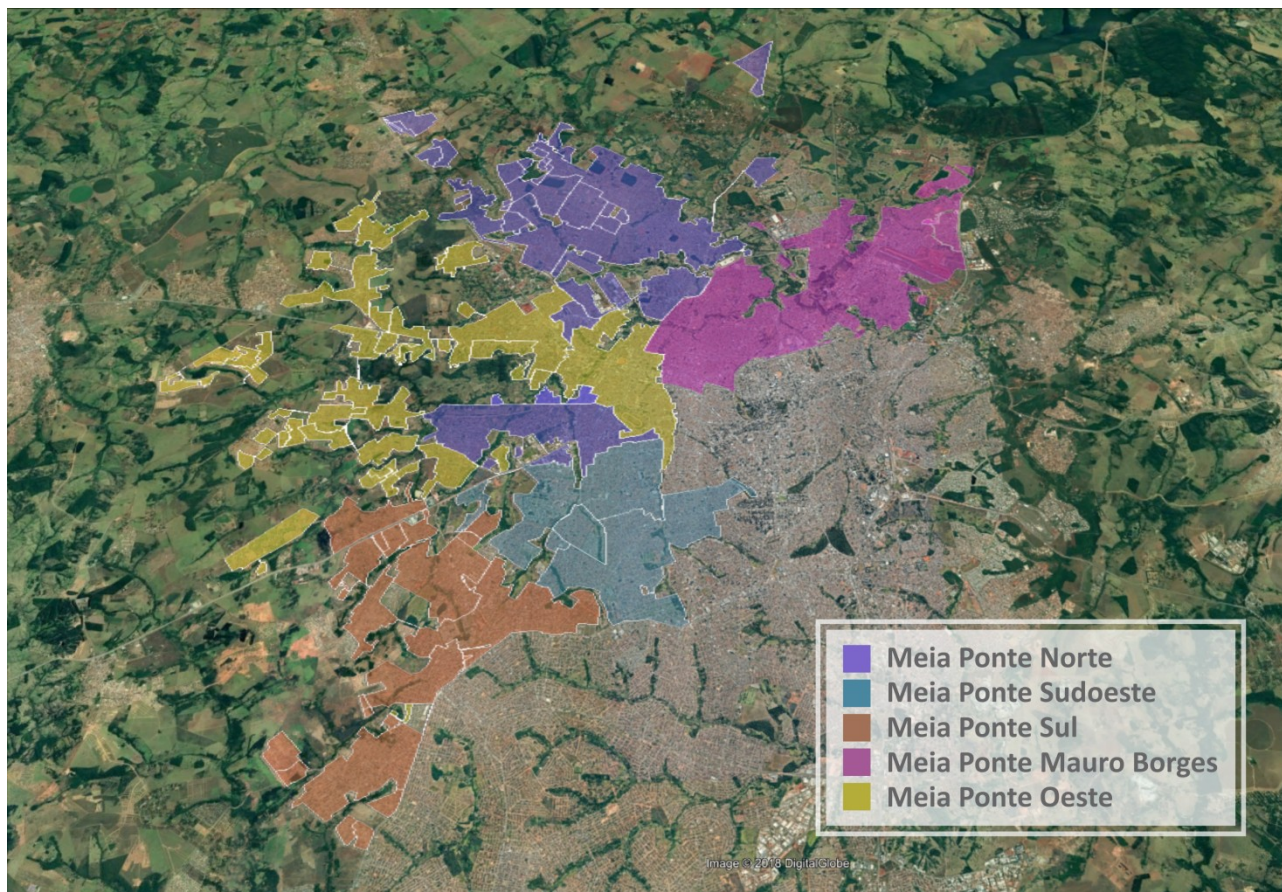 Meia Ponte Norte
Meia Ponte Sudoeste
Meia Ponte Sul
Meia Ponte Mauro Borges
Meia Ponte Oeste
Image © 2018 DigitalGlobe